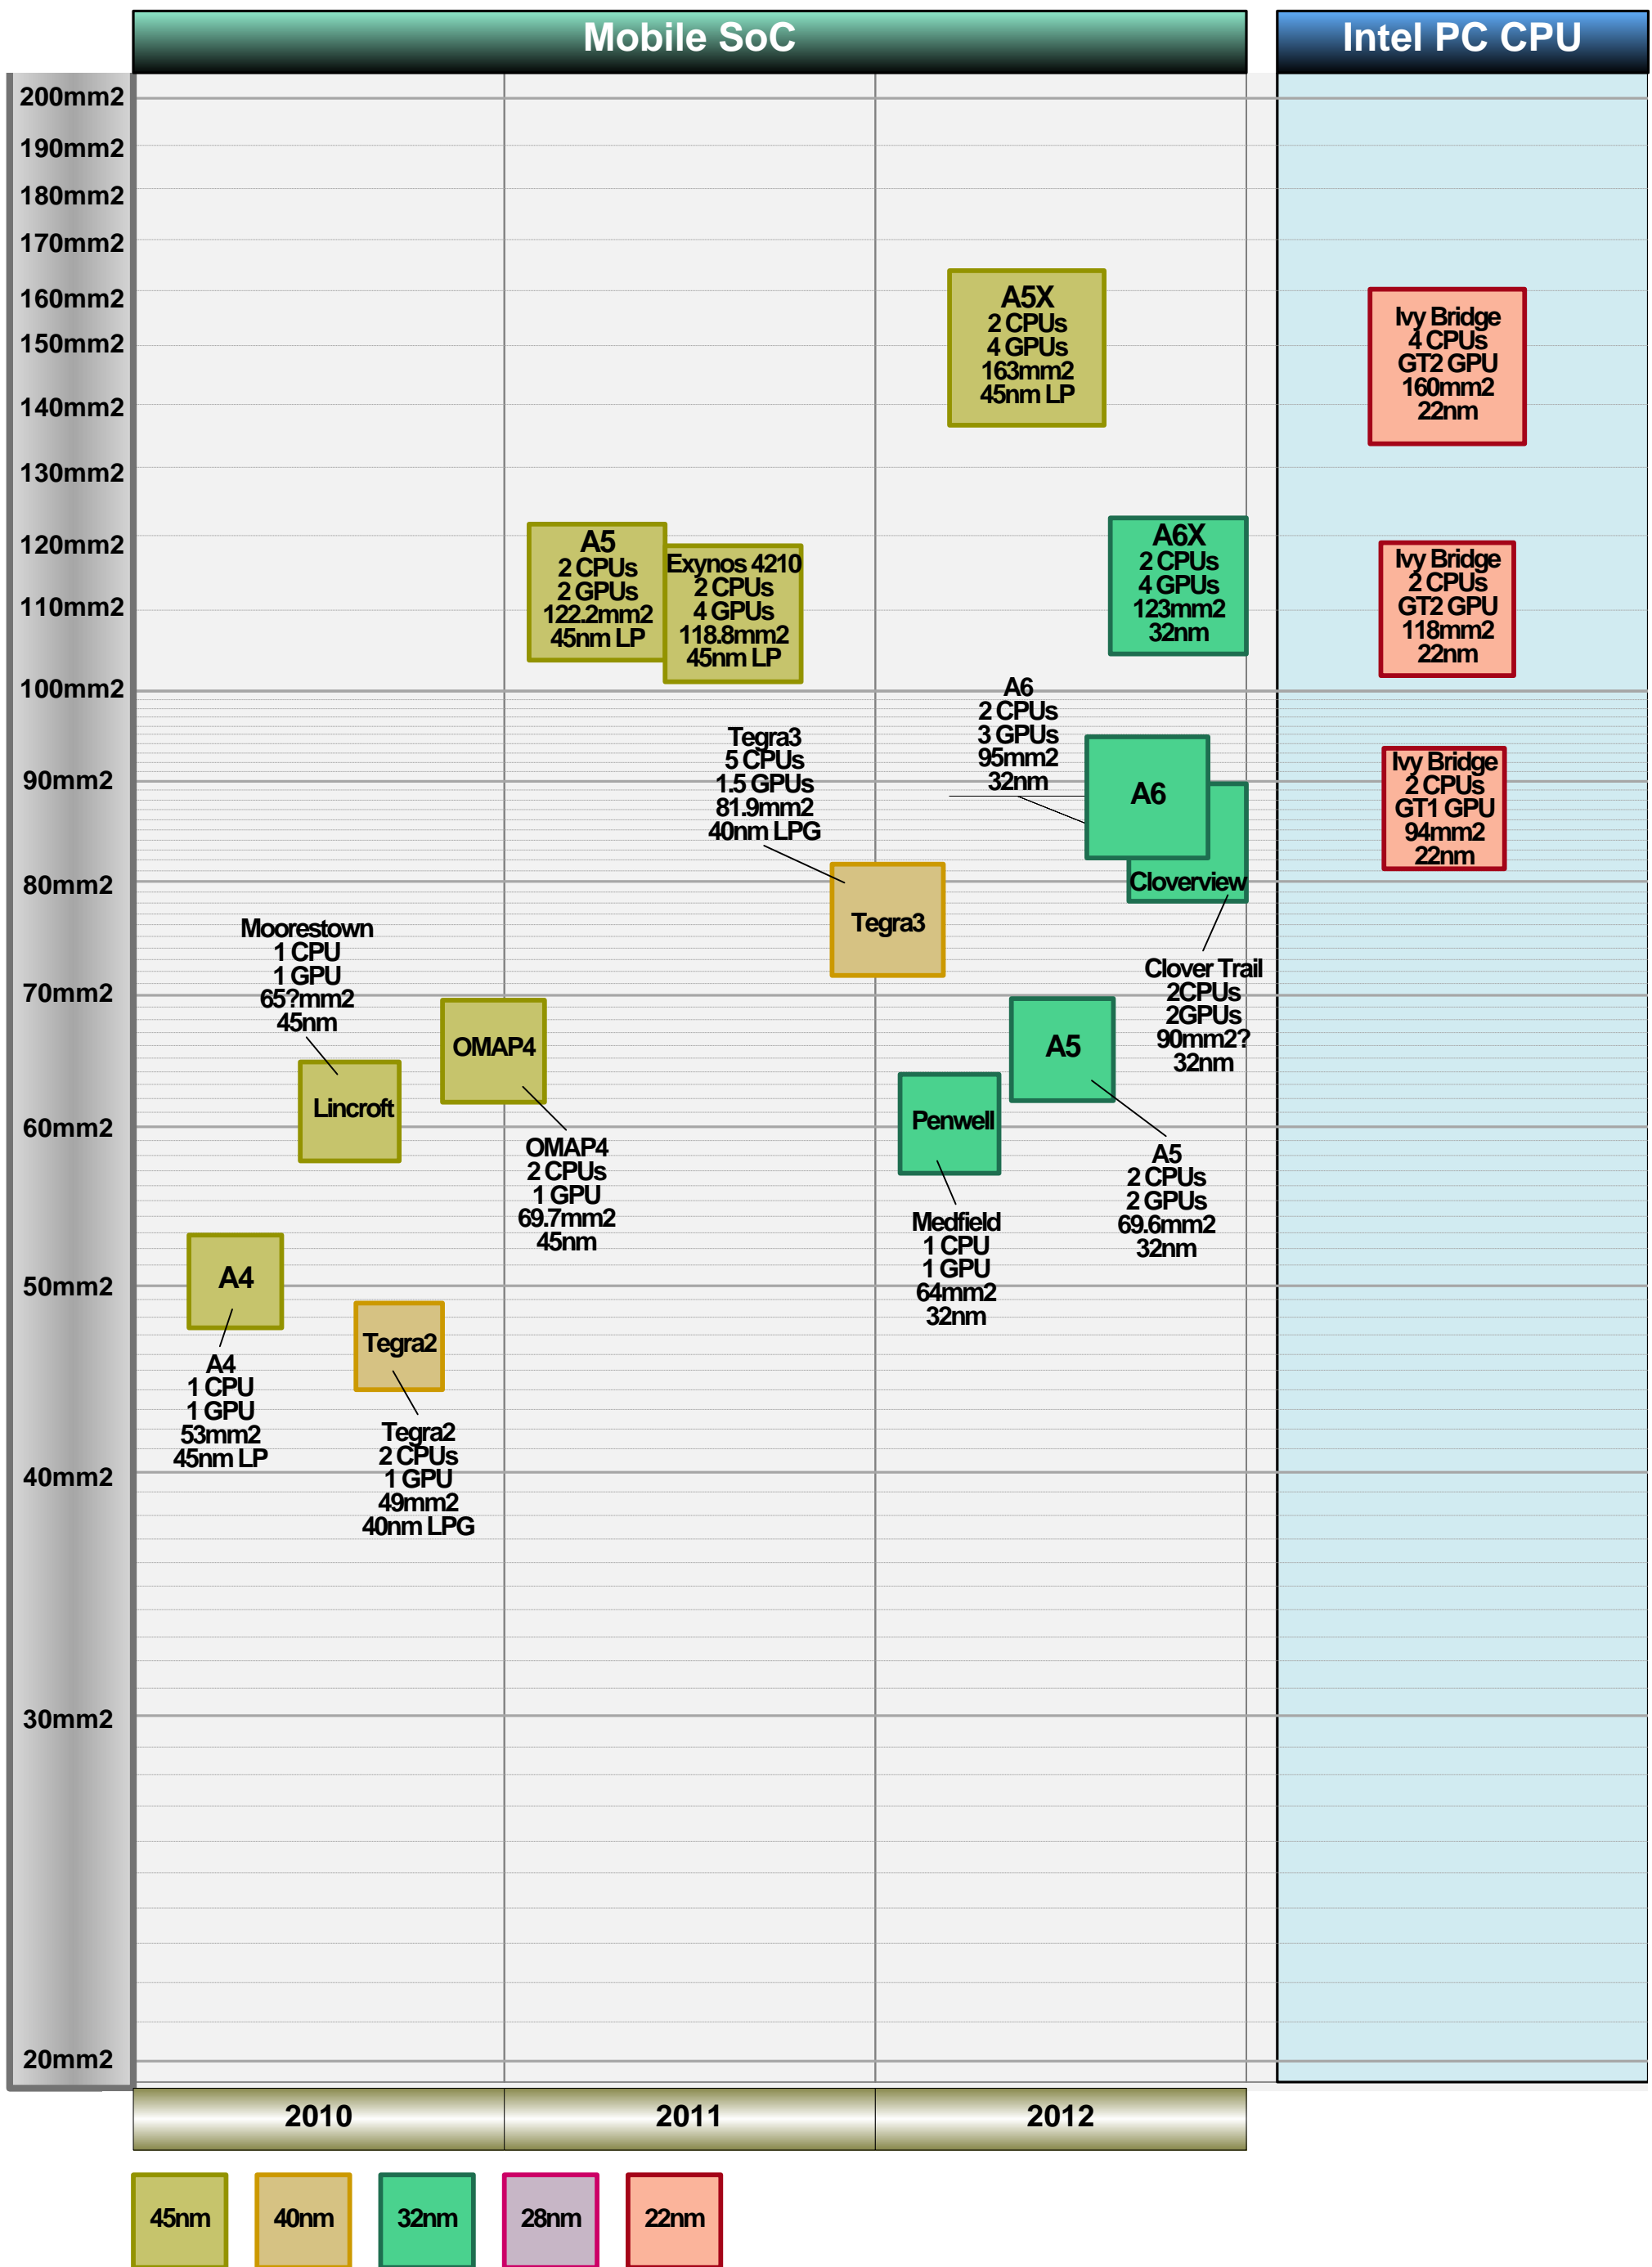 Mobile SoC
Intel PC CPU
200mm2
190mm2
180mm2
170mm2
160mm2
150mm2
140mm2
130mm2
120mm2
110mm2
100mm2
90mm2
80mm2
70mm2
60mm2
50mm2
40mm2
30mm2
20mm2
A5X
2 CPUs
4 GPUs
163mm2
45nm LP
Ivy Bridge
4 CPUs
GT2 GPU
160mm2
22nm
A5
2 CPUs
2 GPUs
122.2mm2
45nm LP
Exynos 4210
2 CPUs
4 GPUs
118.8mm2
45nm LP
A6X
2 CPUs
4 GPUs
123mm2
32nm
Ivy Bridge
2 CPUs
GT2 GPU
118mm2
22nm
A6
2 CPUs
3 GPUs
95mm2
32nm
A6
Tegra3
5 CPUs
1.5 GPUs
81.9mm2
40nm LPG
Tegra3
Ivy Bridge
2 CPUs
GT1 GPU
94mm2
22nm
Cloverview
Clover Trail
2CPUs
2GPUs
90mm2?
32nm
Moorestown
1 CPU
1 GPU
65?mm2
45nm
Lincroft
OMAP4
OMAP4
2 CPUs
1 GPU
69.7mm2
45nm
A5
A5
2 CPUs
2 GPUs
69.6mm2
32nm
Penwell
Medfield
1 CPU
1 GPU
64mm2
32nm
A4
A4
1 CPU
1 GPU
53mm2
45nm LP
Tegra2
Tegra2
2 CPUs
1 GPU
49mm2
40nm LPG
2010
2011
2012
45nm
40nm
32nm
28nm
22nm